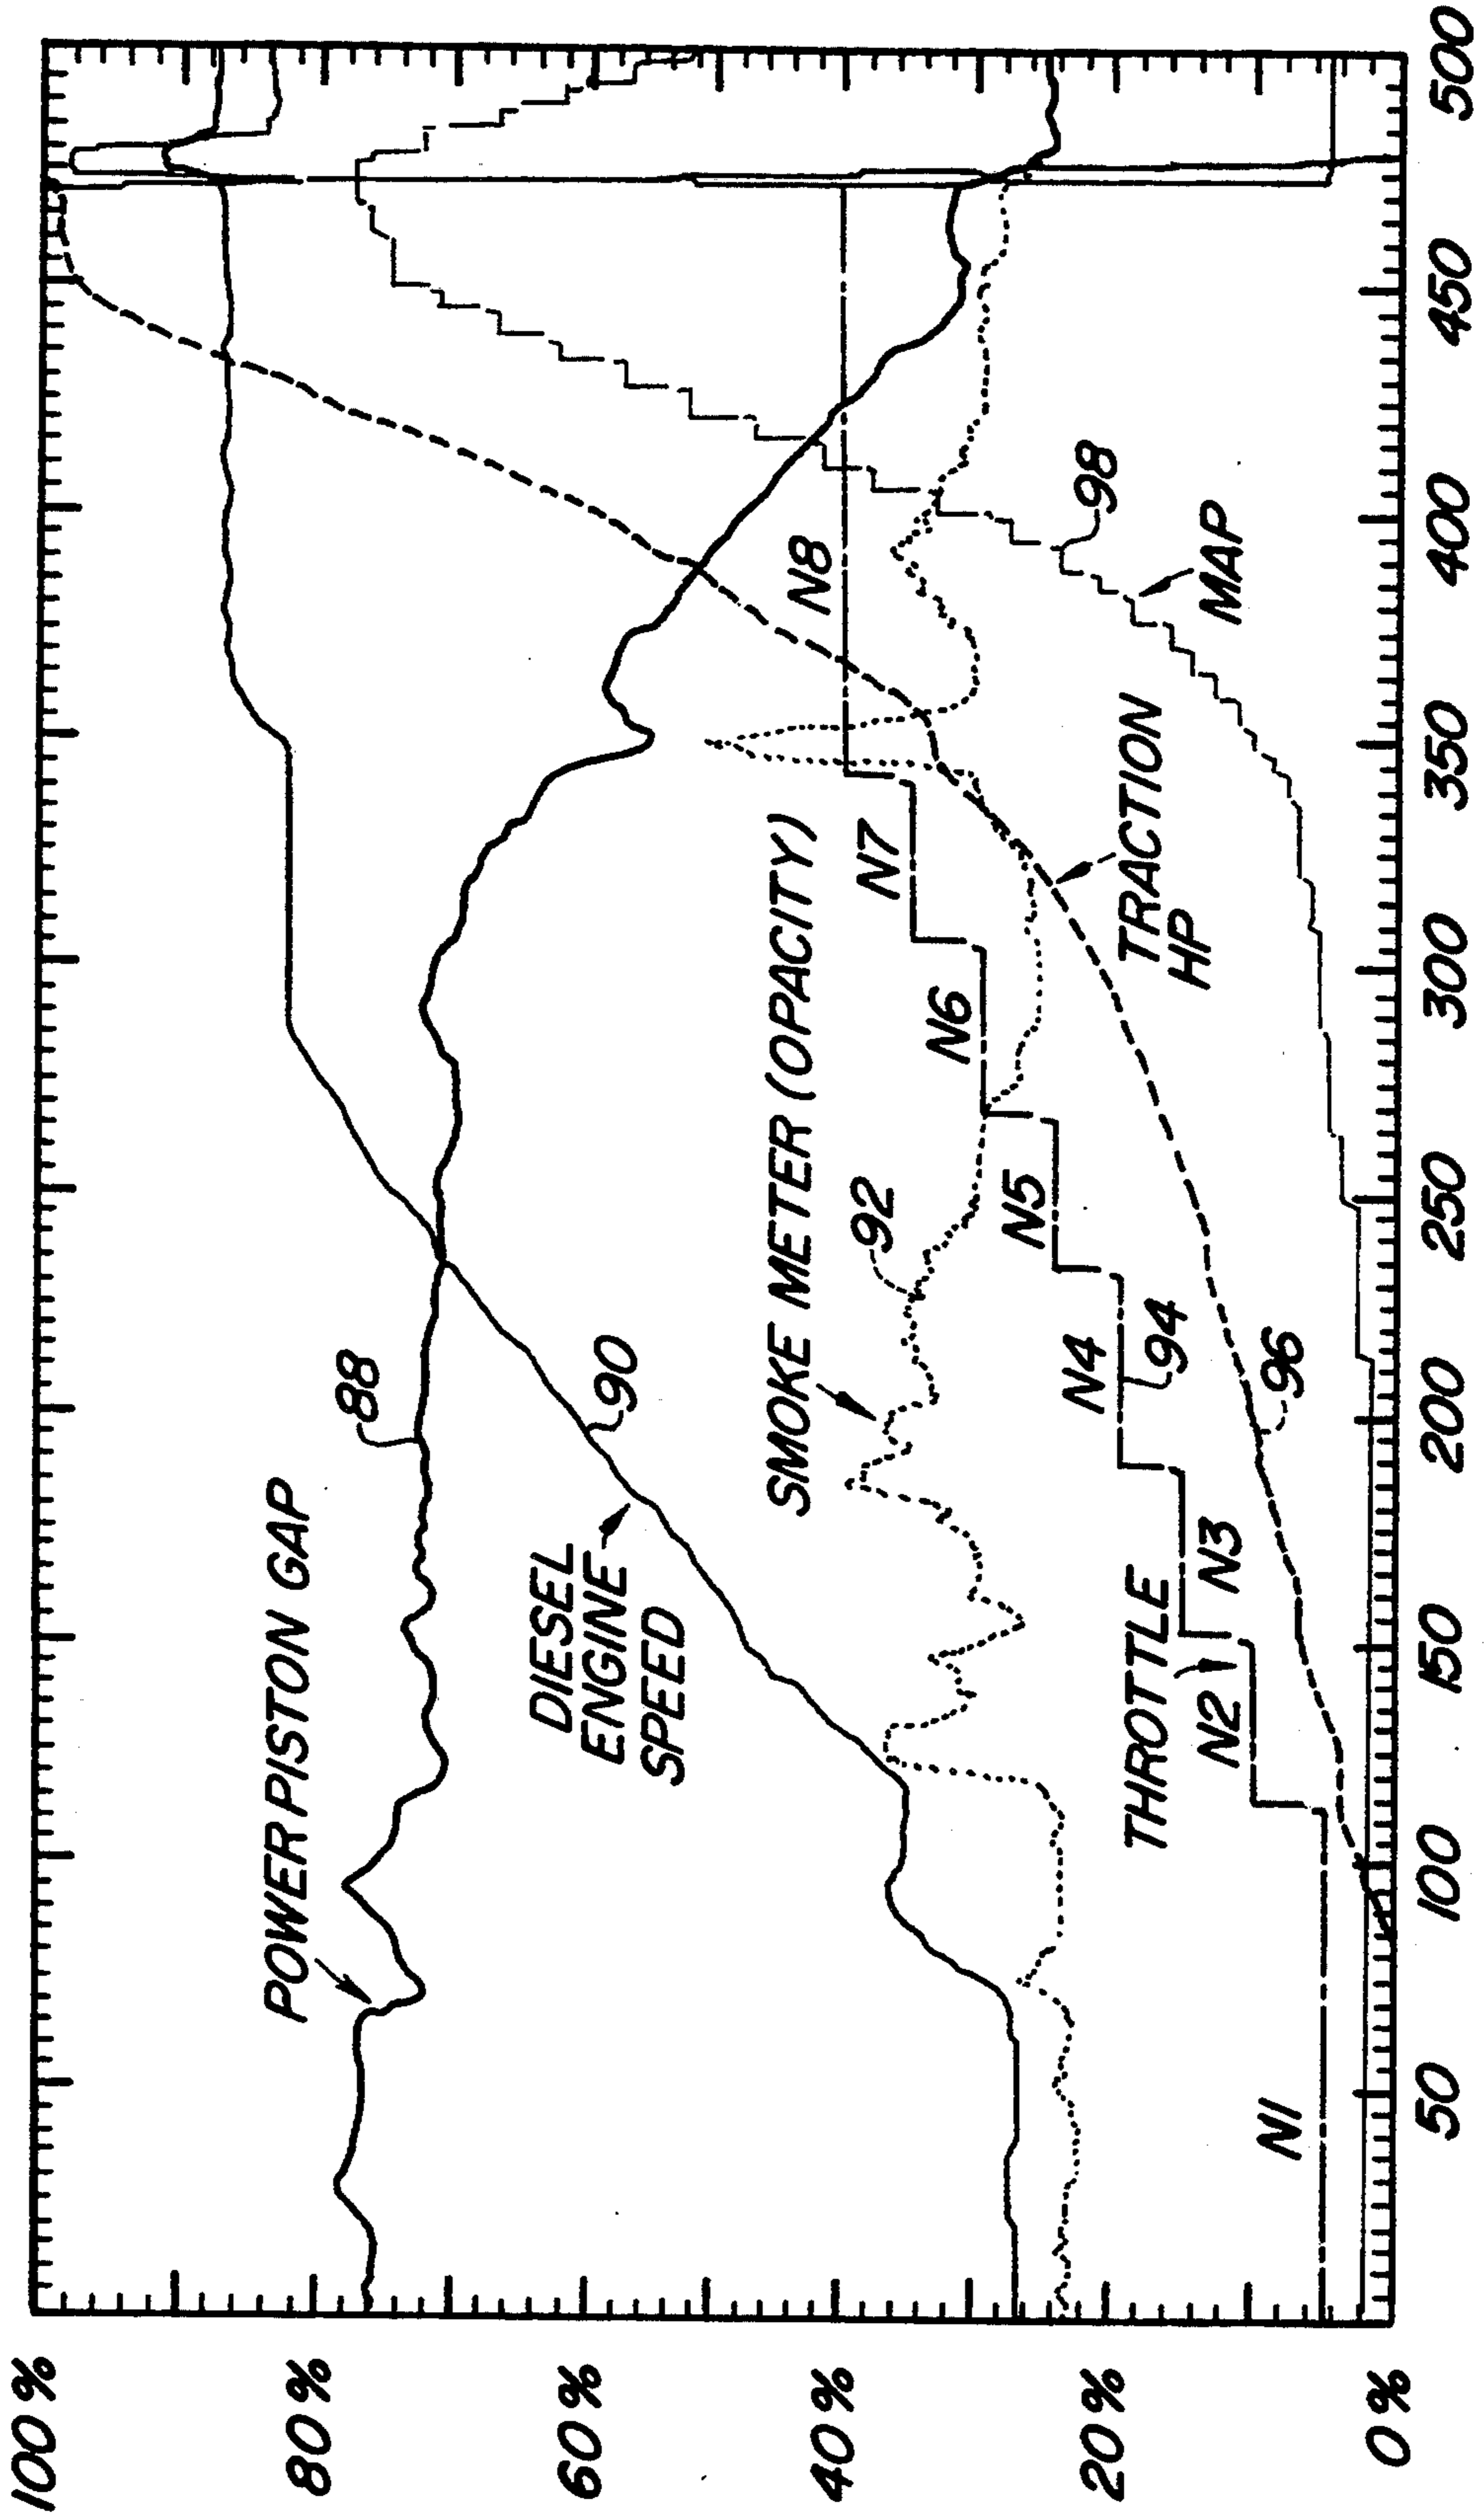 100%
80%
60%
40%
20%
0%
POWER PISTON GAP
88
DIESEL
ENGINE
SPEED
90
SMOKE METER (OPACITY)
92
THROTTLE
N1
N2
N3
N4
94
N5
N6
N7
N8
96
TRACTION
HP
MAP
98
50
100
150
200
250
300
350
400
450
500